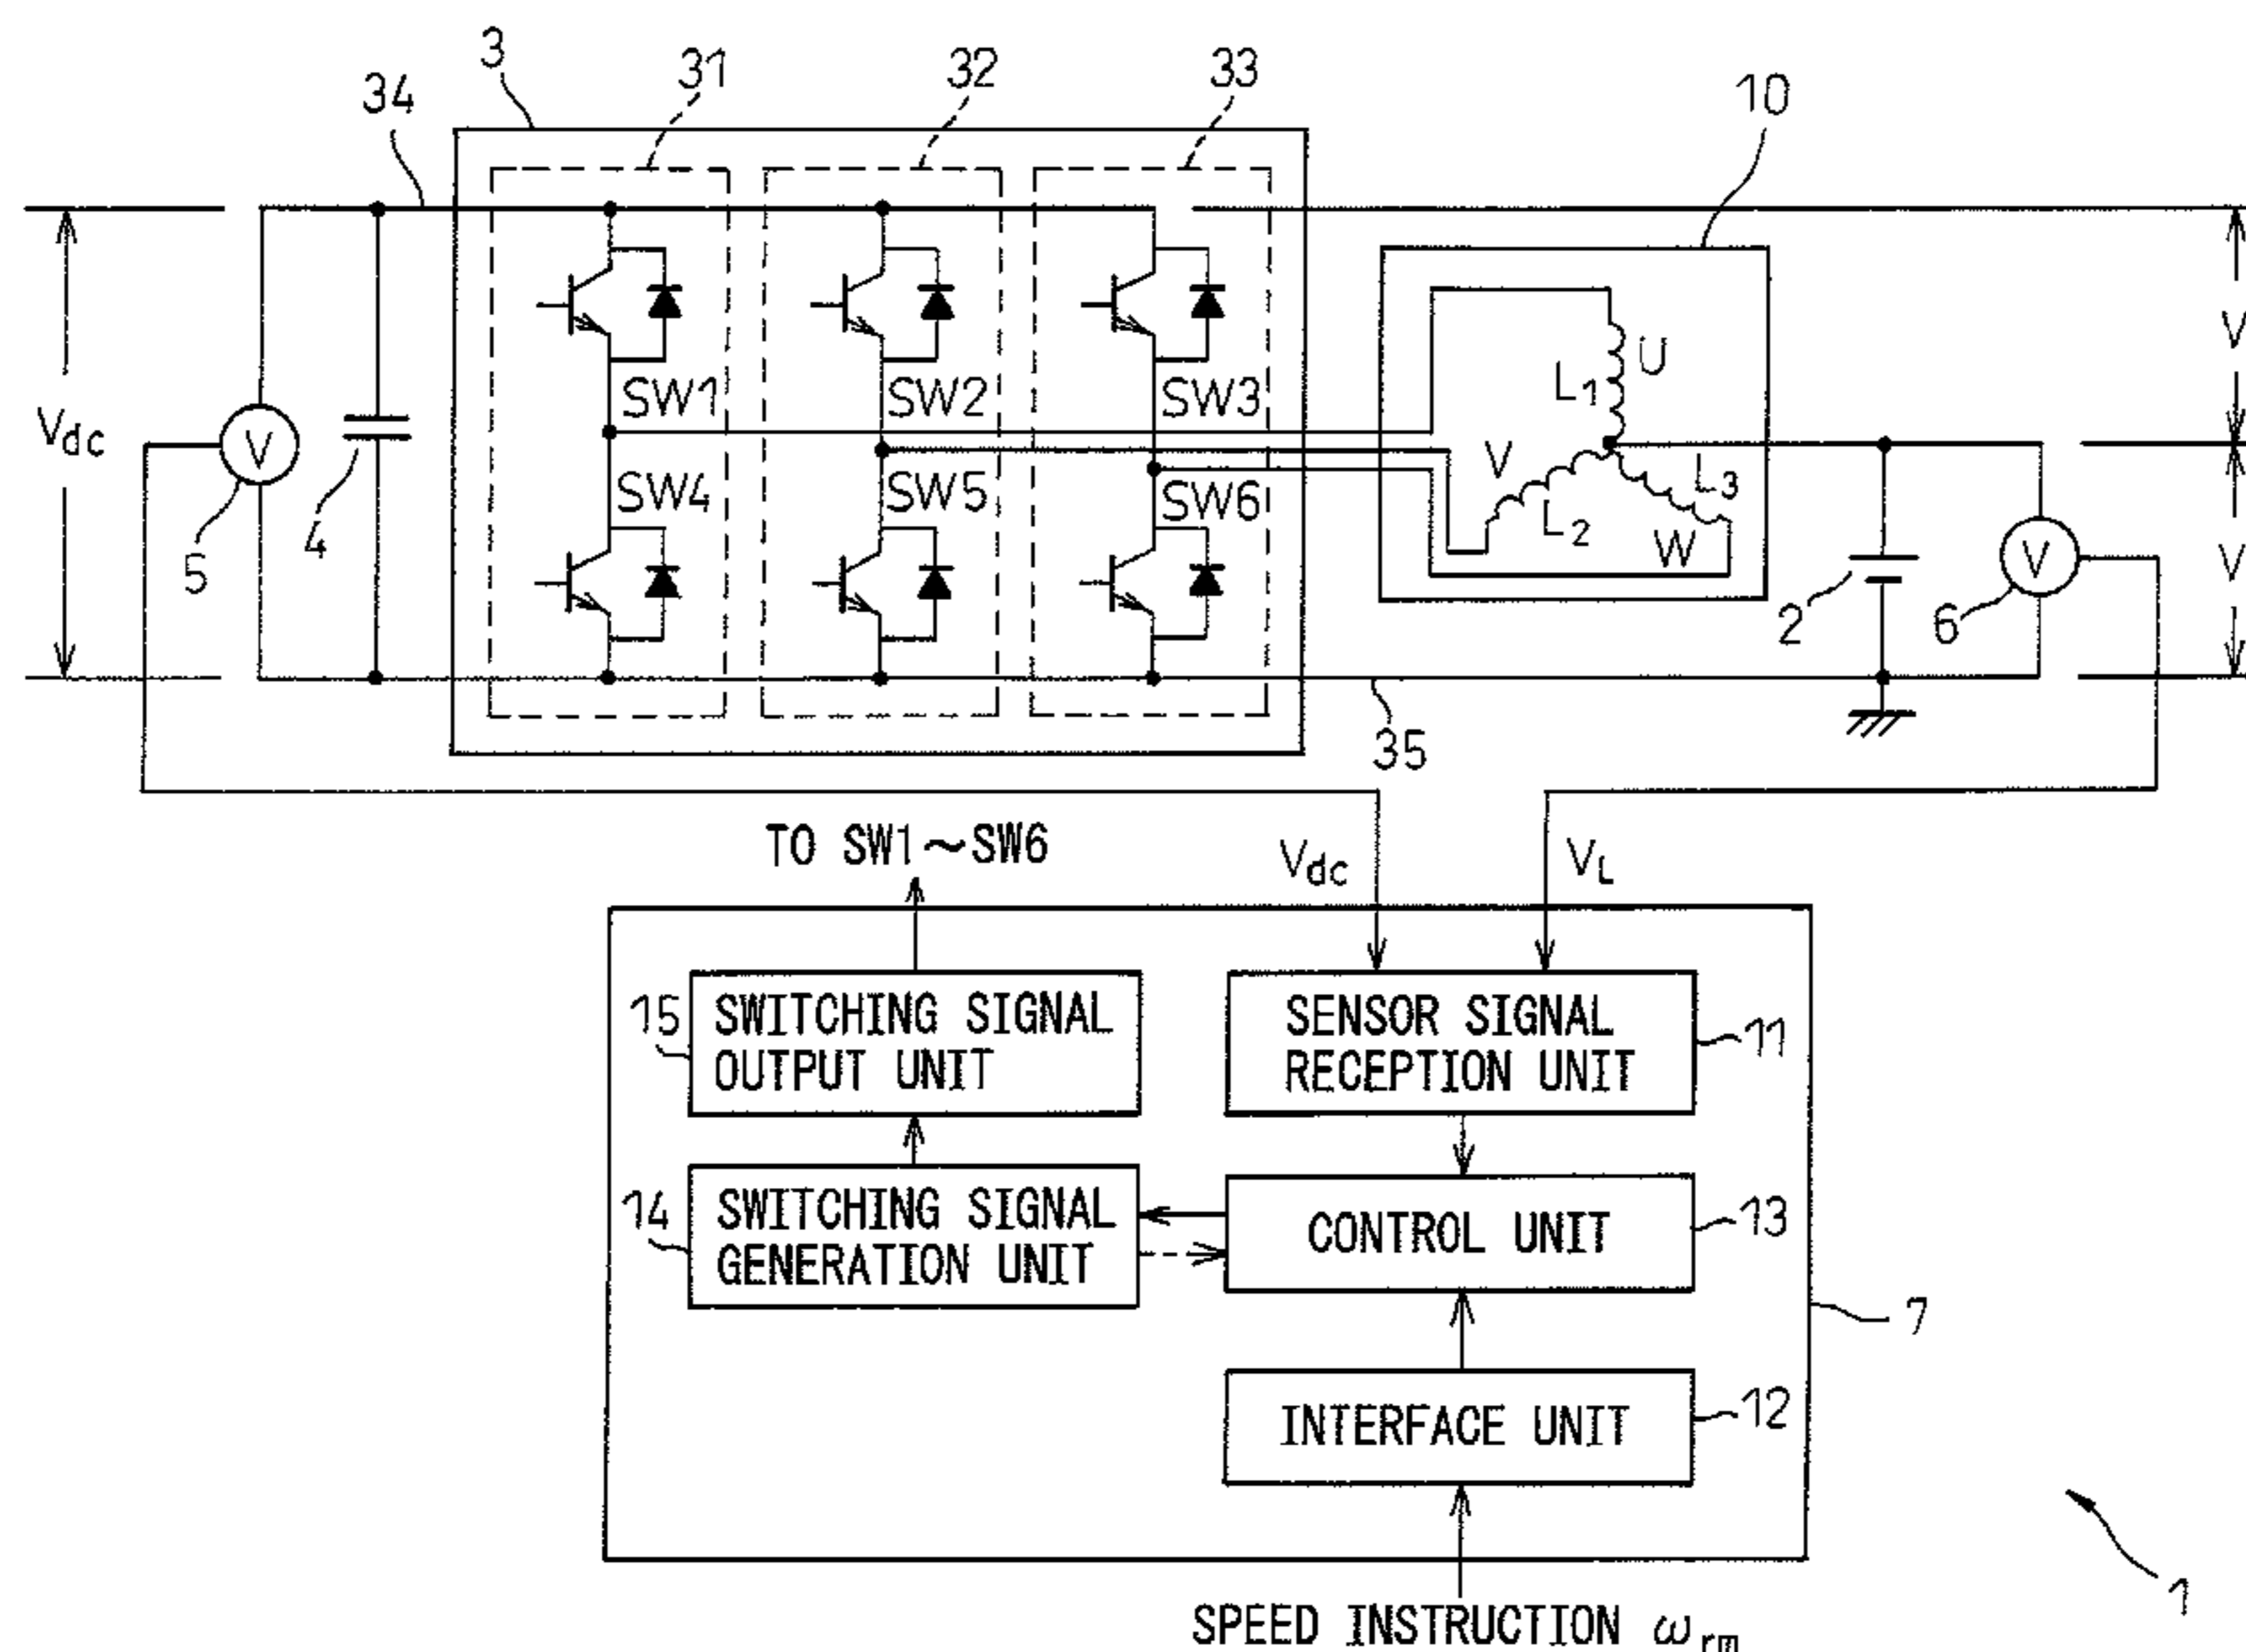 3
31
32
33
34
10
Vdc
V
5
4
SW1
SW2
SW3
SW4
SW5
SW6
U
L1
V
L2
L3
W
2
V
6
V
V
35
TO SW1~SW6
Vdc
VL
15
SWITCHING SIGNAL
OUTPUT UNIT
SENSOR SIGNAL
RECEPTION UNIT
11
14
SWITCHING SIGNAL
GENERATION UNIT
CONTROL UNIT
13
7
INTERFACE UNIT
12
SPEED INSTRUCTION ωrm
1